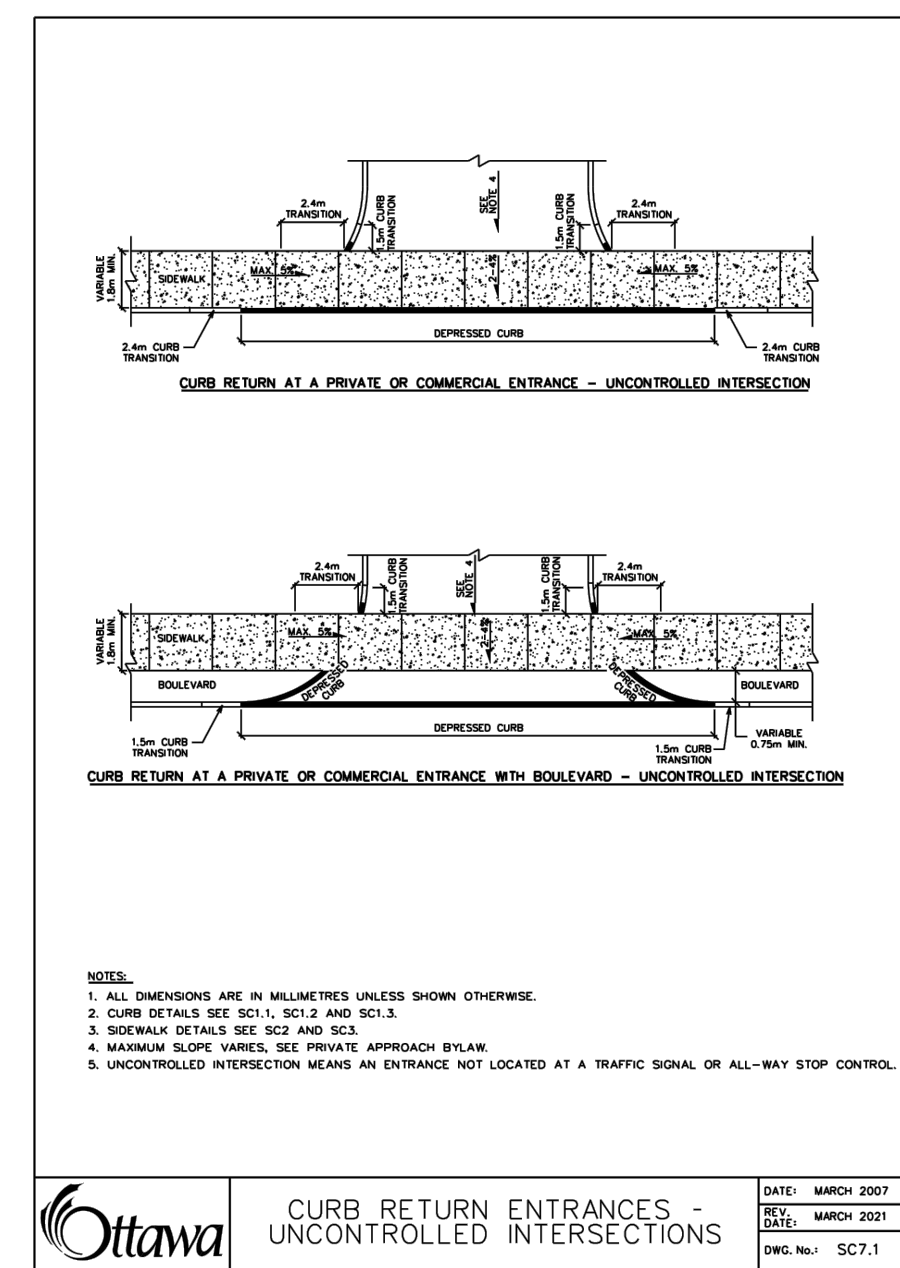 2.4m
TRANSITION
1.5m CURB
TRANSITION
SEE
NOTE 4
1.5m CURB
TRANSITION
2.4m
TRANSITION
VARIABLE
1.8m MIN.
SIDEWALK
MAX. 5%
2-4%
MAX. 5%
2.4m CURB
TRANSITION
DEPRESSED CURB
2.4m CURB
TRANSITION
CURB RETURN AT A PRIVATE OR COMMERCIAL ENTRANCE - UNCONTROLLED INTERSECTION
2.4m
TRANSITION
1.5m CURB
TRANSITION
SEE
NOTE 4
1.5m CURB
TRANSITION
2.4m
TRANSITION
VARIABLE
1.8m MIN.
SIDEWALK
MAX. 5%
2-4%
MAX. 5%
BOULEVARD
DEPRESSED
CURB
DEPRESSED
CURB
BOULEVARD
1.5m CURB
TRANSITION
DEPRESSED CURB
1.5m CURB
TRANSITION
VARIABLE
0.75m MIN.
CURB RETURN AT A PRIVATE OR COMMERCIAL ENTRANCE WITH BOULEVARD - UNCONTROLLED INTERSECTION
NOTES:
1. ALL DIMENSIONS ARE IN MILLIMETRES UNLESS SHOWN OTHERWISE.
2. CURB DETAILS SEE SC1.1, SC1.2 AND SC1.3.
3. SIDEWALK DETAILS SEE SC2 AND SC3.
4. MAXIMUM SLOPE VARIES, SEE PRIVATE APPROACH BYLAW.
5. UNCONTROLLED INTERSECTION MEANS AN ENTRANCE NOT LOCATED AT A TRAFFIC SIGNAL OR ALL-WAY STOP CONTROL.
Ottawa
CURB RETURN ENTRANCES -
UNCONTROLLED INTERSECTIONS
DATE: MARCH 2007
REV.
DATE: MARCH 2021
DWG. No.: SC7.1